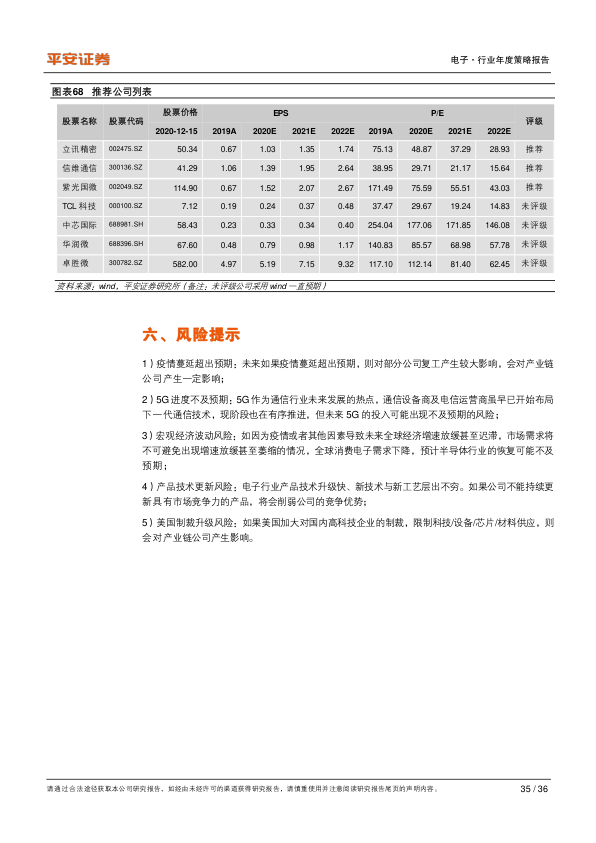 平安证券
电子·行业年度策略报告
图表68 推荐公司列表
股票名称 股票代码 股票价格 EPS P/E 评级
2020-12-15 2019A 2020E 2021E 2022E 2019A 2020E 2021E 2022E
立讯精密 002475.SZ 50.34 0.67 1.03 1.35 1.74 75.13 48.87 37.29 28.93 推荐
信维通信 300136.SZ 41.29 1.06 1.39 1.95 2.64 38.95 29.71 21.17 15.64 推荐
紫光国微 002049.SZ 114.90 0.67 1.52 2.07 2.67 171.49 75.59 55.51 43.03 推荐
TCL 科技 000100.SZ 7.12 0.19 0.24 0.37 0.48 37.47 29.67 19.24 14.83 未评级
中芯国际 688981.SH 58.43 0.23 0.33 0.34 0.40 254.04 177.06 171.85 146.08 未评级
华润微 688396.SH 67.60 0.48 0.79 0.98 1.17 140.83 85.57 68.98 57.78 未评级
卓胜微 300782.SZ 582.00 4.97 5.19 7.15 9.32 117.10 112.14 81.40 62.45 未评级
资料来源：wind，平安证券研究所（备注：未评级公司采用 wind 一直预期）
六、风险提示
1）疫情蔓延超出预期：未来如果疫情蔓延超出预期，则对部分公司复工产生较大影响，会对产业链
公司产生一定影响；
2）5G 进度不及预期：5G 作为通信行业未来发展的热点，通信设备商及电信运营商虽早已开始布局
下一代通信技术，现阶段也在有序推进，但未来 5G 的投入可能出现不及预期的风险；
3）宏观经济波动风险：如因为疫情或者其他因素导致未来全球经济增速放缓甚至迟滞，市场需求将
不可避免出现增速放缓甚至萎缩的情况，全球消费电子需求下降，预计半导体行业的恢复可能不及
预期；
4）产品技术更新风险：电子行业产品技术升级快、新技术与新工艺层出不穷。如果公司不能持续更
新具有市场竞争力的产品，将会削弱公司的竞争优势；
5）美国制裁升级风险：如果美国加大对国内高科技企业的制裁，限制科技/设备/芯片/材料供应，则
会对产业链公司产生影响。
请通过合法途径获取本公司研究报告，如经由未经许可的渠道获得研究报告，请慎重使用并注意阅读研究报告尾页的声明内容。
35 / 36